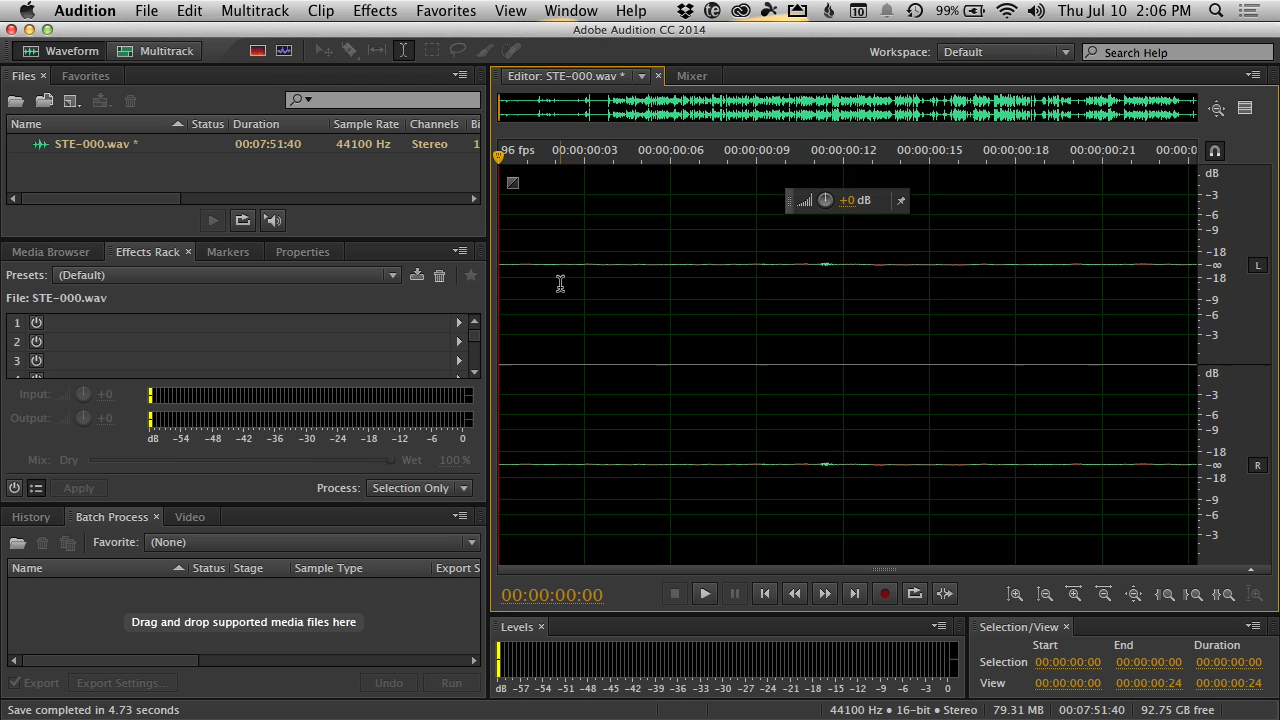 Audition File Edit Multitrack Clip Effects Favorites View Window Help 99% Thu Jul 10 2:06 PM
Adobe Audition CC 2014
Waveform Multitrack Workspace: Default Search Help
Files × Favorites
Name Status Duration Sample Rate Channels Bi
STE-000.wav * 00:07:51:40 44100 Hz Stereo 1
Media Browser Effects Rack × Markers Properties
Presets: (Default)
File: STE-000.wav
1
2
3
Input: +0
Output: +0
dB -54 -48 -42 -36 -30 -24 -18 -12 -6 0
Mix: Dry Wet 100 %
Apply Process: Selection Only
History Batch Process × Video
Favorite: (None)
Name Status Stage Sample Type Export S
Drag and drop supported media files here
Export Export Settings... Undo Run
Editor: STE-000.wav * × Mixer
96 fps 00:00:00:03 00:00:00:06 00:00:00:09 00:00:00:12 00:00:00:15 00:00:00:18 00:00:00:21 00:00:0
+0 dB
dB
-3
-6
-9
-18
-∞ L
-18
-9
-6
-3
dB
-3
-6
-9
-18
-∞ R
-18
-9
-6
-3
00:00:00:00
Levels ×
dB -57 -54 -51 -48 -45 -42 -39 -36 -33 -30 -27 -24 -21 -18 -15 -12 -9 -6 -3 0
Selection/View ×
Start End Duration
Selection 00:00:00:00 00:00:00:00 00:00:00:00
View 00:00:00:00 00:00:00:24 00:00:00:24
Save completed in 4.73 seconds 44100 Hz ● 16-bit ● Stereo 79.31 MB 00:07:51:40 92.75 GB free